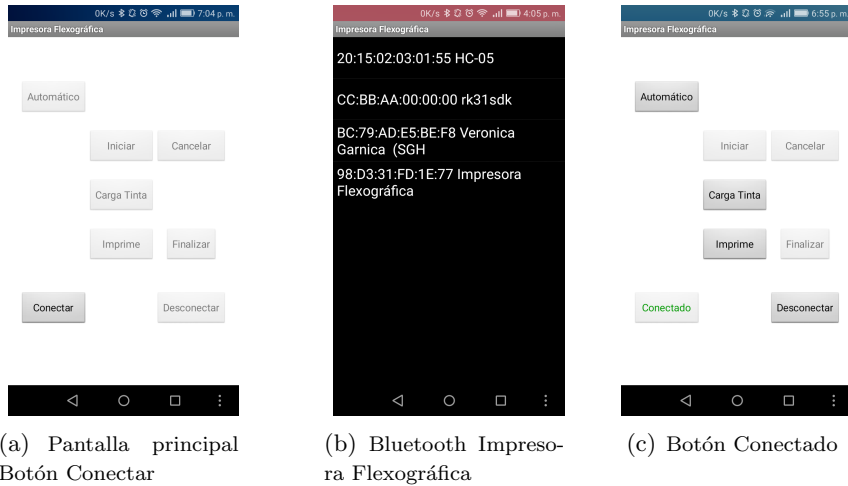 0K/s 7:04 p. m.
Impresora Flexográfica
Automático
Iniciar Cancelar
Carga Tinta
Imprime Finalizar
Conectar Desconectar
(a) Pantalla principal
Botón Conectar
0K/s 4:05 p. m.
Impresora Flexográfica
20:15:02:03:01:55 HC-05
CC:BB:AA:00:00:00 rk31sdk
BC:79:AD:E5:BE:F8 Veronica
Garnica (SGH
98:D3:31:FD:1E:77 Impresora
Flexográfica
(b) Bluetooth Impreso-
ra Flexográfica
0K/s 6:55 p. m.
Impresora Flexográfica
Automático
Iniciar Cancelar
Carga Tinta
Imprime Finalizar
Conectado Desconectar
(c) Botón Conectado